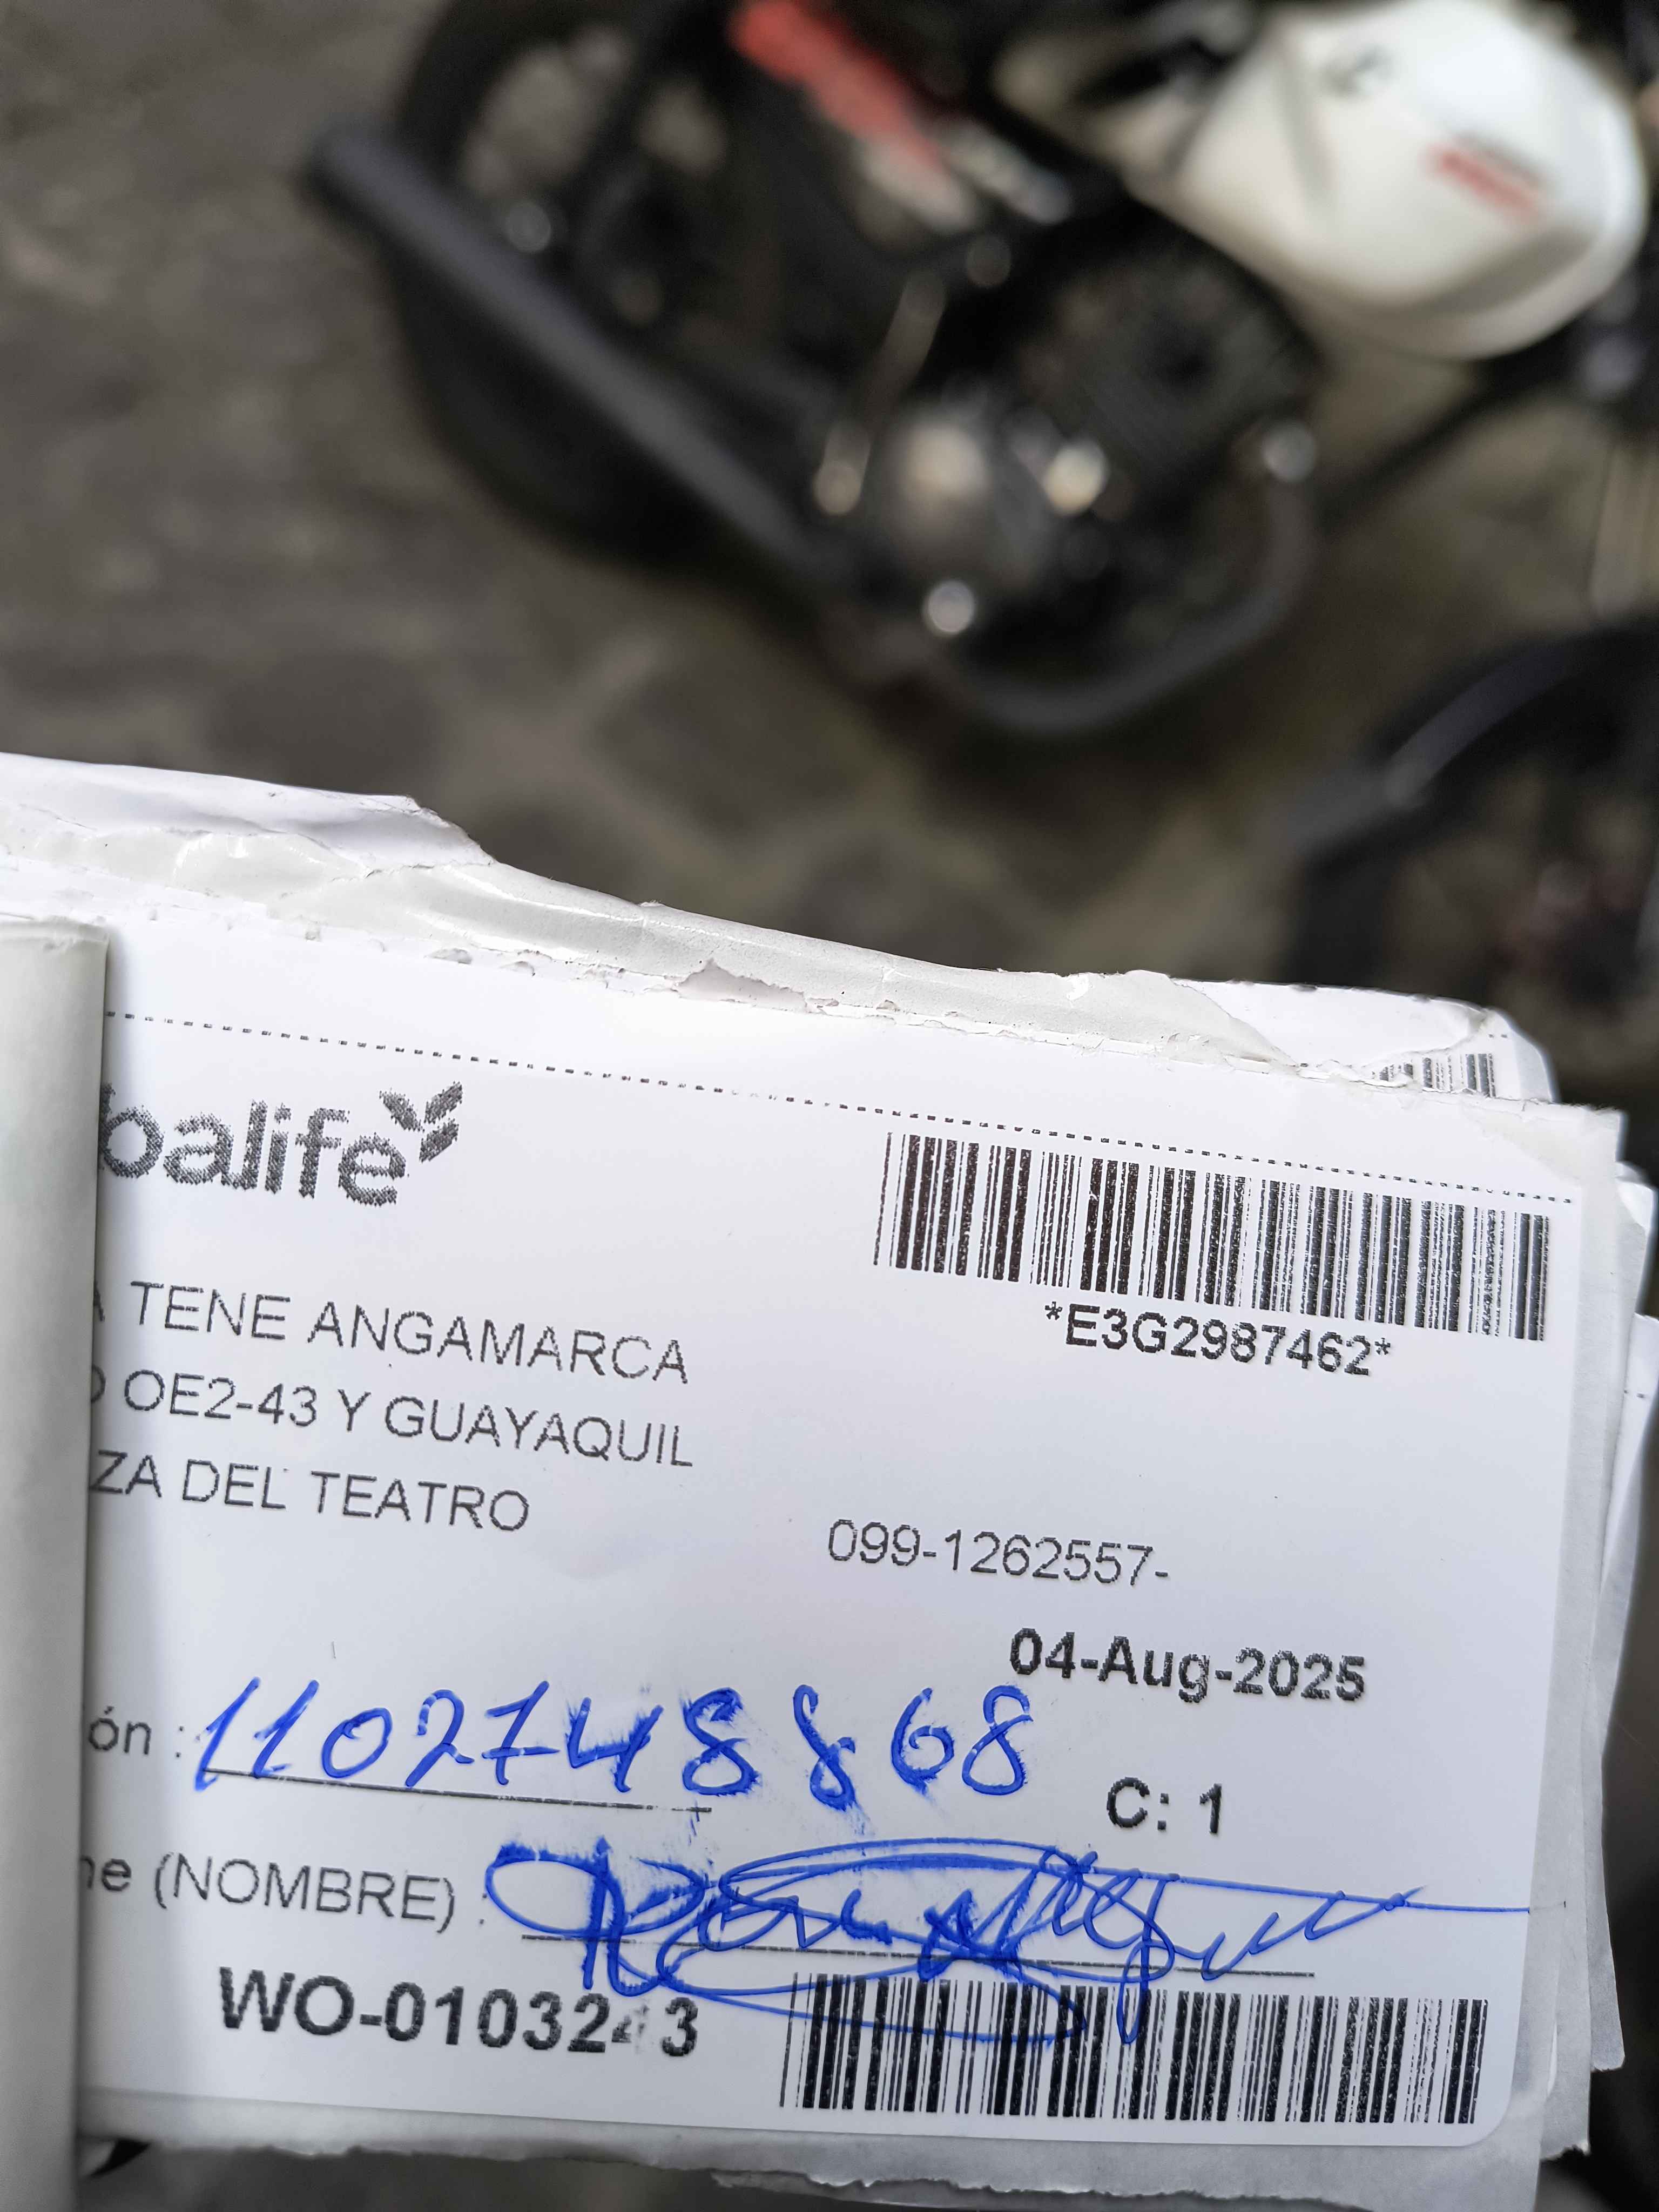 balife
*E3G2987462*
A TENE ANGAMARCA
O OE2-43 Y GUAYAQUIL
ZA DEL TEATRO
099-1262557-
04-Aug-2025
ón : 1102748868
C: 1
ne (NOMBRE) :